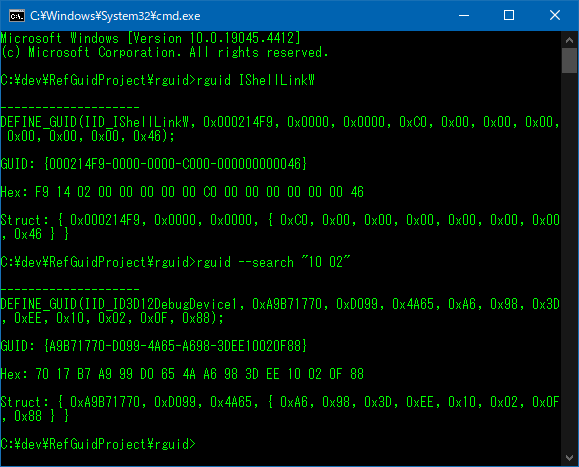 C:¥Windows¥System32¥cmd.exe
Microsoft Windows [Version 10.0.19045.4412]
(c) Microsoft Corporation. All rights reserved.
C:¥dev¥RefGuidProject¥rguid>rguid IShellLinkW
--------------------
DEFINE_GUID(IID_IShellLinkW, 0x000214F9, 0x0000, 0x0000, 0xC0, 0x00, 0x00, 0x00,
 0x00, 0x00, 0x00, 0x46);
GUID: {000214F9-0000-0000-C000-000000000046}
Hex: F9 14 02 00 00 00 00 00 C0 00 00 00 00 00 00 46
Struct: { 0x000214F9, 0x0000, 0x0000, { 0xC0, 0x00, 0x00, 0x00, 0x00, 0x00, 0x00
, 0x46 } }
C:¥dev¥RefGuidProject¥rguid>rguid --search "10 02"
--------------------
DEFINE_GUID(IID_ID3D12DebugDevice1, 0xA9B71770, 0xD099, 0x4A65, 0xA6, 0x98, 0x3D
, 0xEE, 0x10, 0x02, 0x0F, 0x88);
GUID: {A9B71770-D099-4A65-A698-3DEE10020F88}
Hex: 70 17 B7 A9 99 D0 65 4A A6 98 3D EE 10 02 0F 88
Struct: { 0xA9B71770, 0xD099, 0x4A65, { 0xA6, 0x98, 0x3D, 0xEE, 0x10, 0x02, 0x0F
, 0x88 } }
C:¥dev¥RefGuidProject¥rguid>